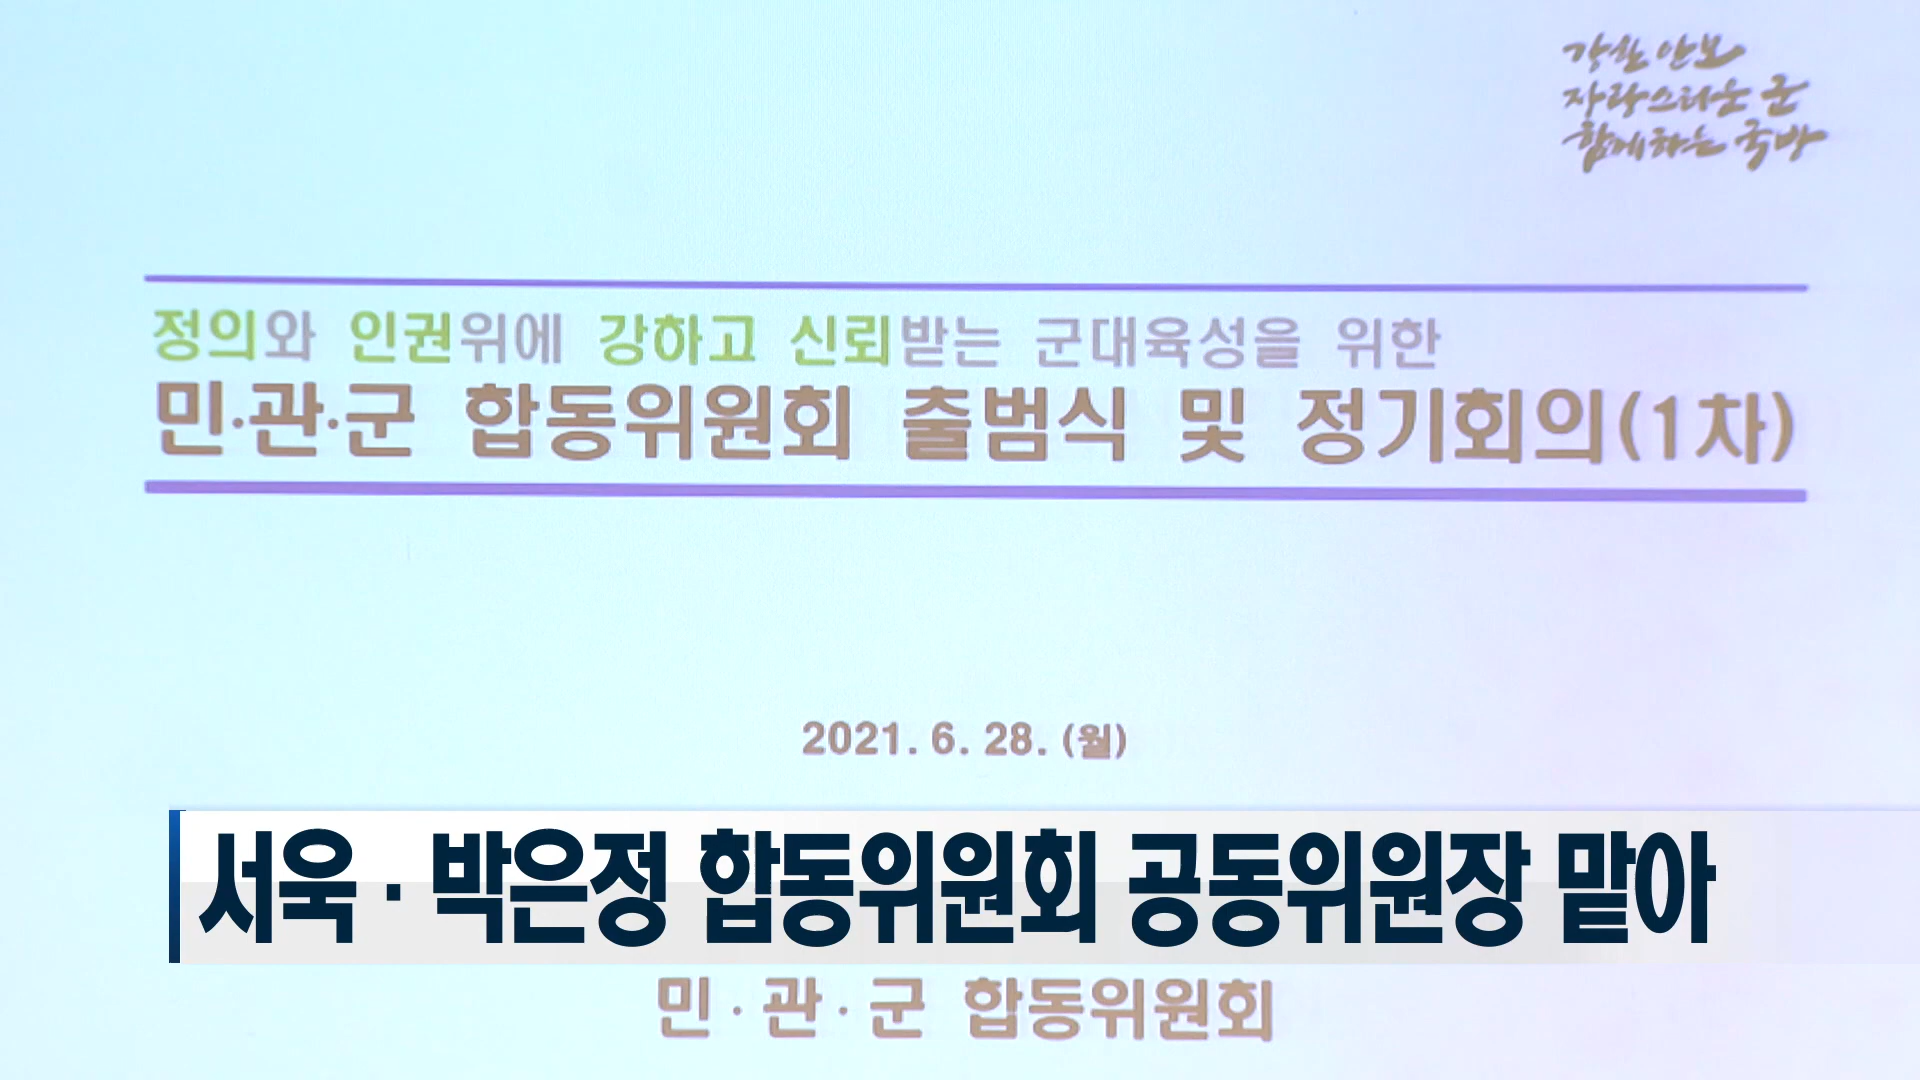 강한 안보
자랑스러운 군
함께하는 국방
정의와 인권위에 강하고 신뢰받는 군대육성을 위한
민·관·군 합동위원회 출범식 및 정기회의(1차)
2021. 6. 28. (월)
서욱·박은정 합동위원회 공동위원장 맡아
민·관·군 합동위원회